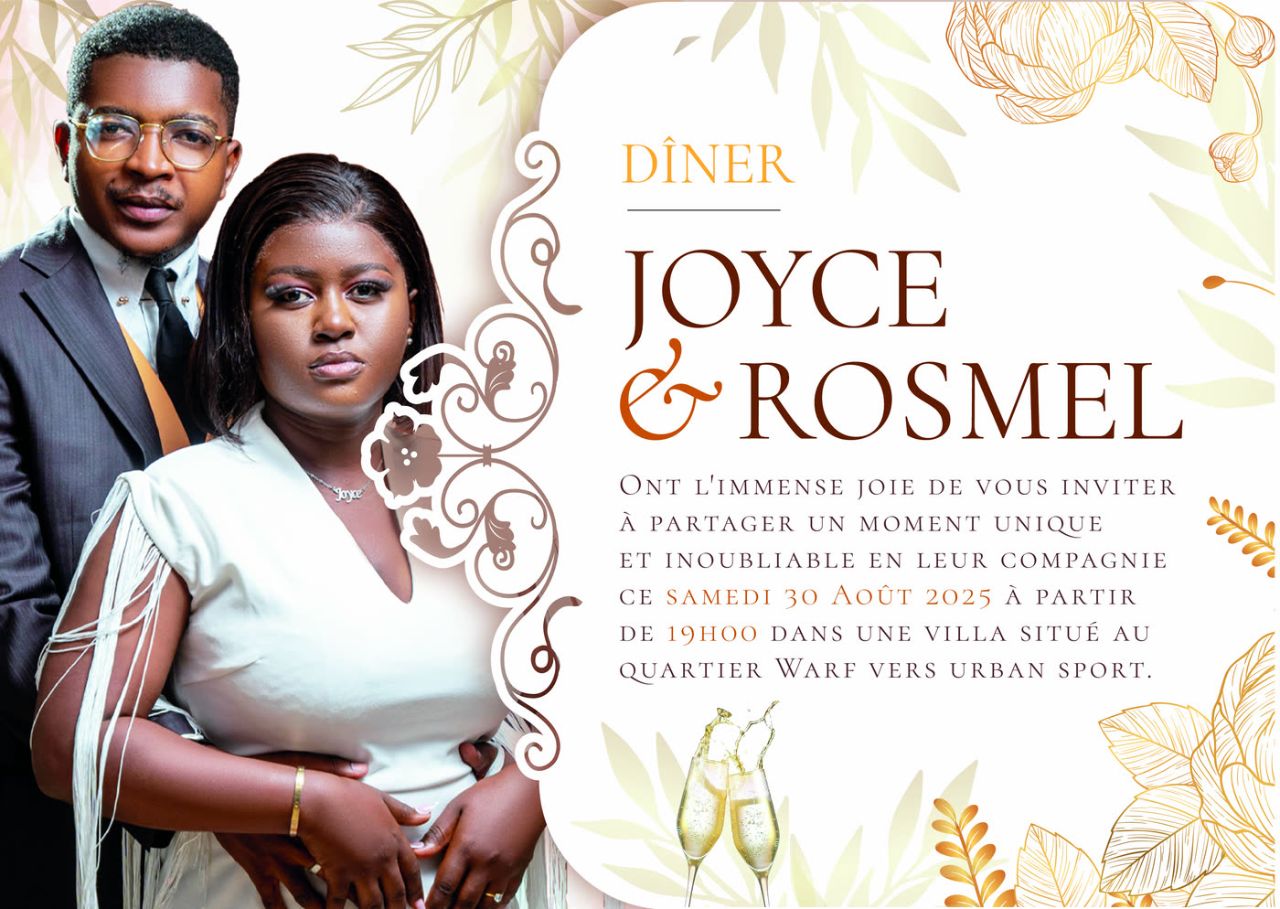 DÎNER
JOYCE
& ROSMEL
Ont l'immense joie de vous inviter
à partager un moment unique
et inoubliable en leur compagnie
ce samedi 30 Août 2025 à partir
de 19h00 dans une villa situé au
quartier Warf vers urban sport.
Joyce